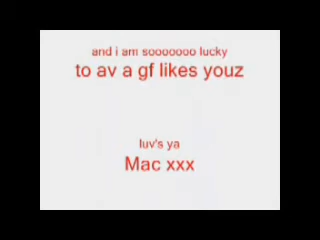 and i am sooooooo lucky
to av a gf likes youz
luv's ya
Mac xxx